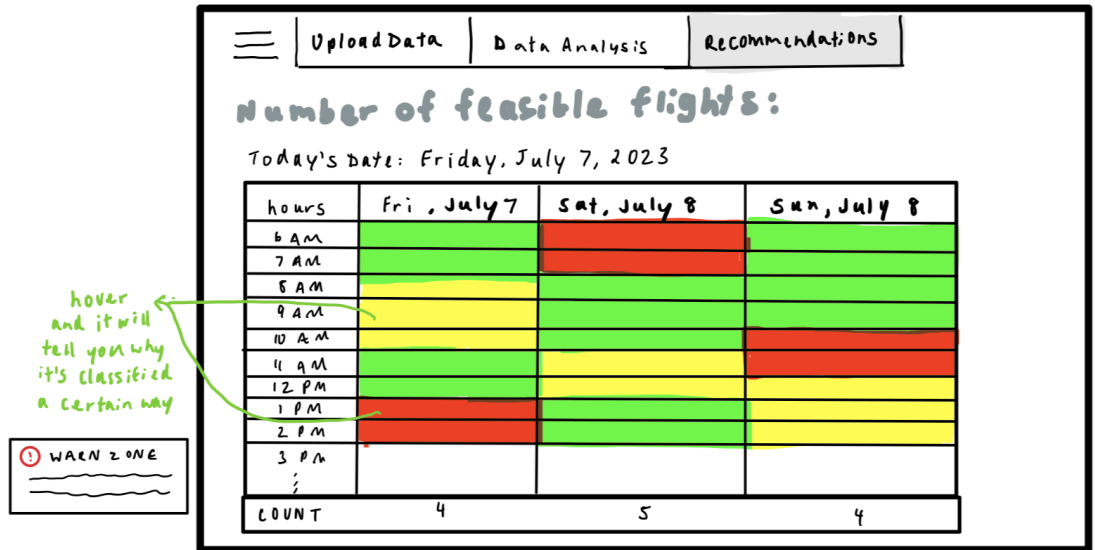 Upload Data
Data Analysis
Recommendations
Number of feasible flights:
Today's Date: Friday, July 7, 2023
hours
Fri, July 7
Sat, July 8
Sun, July 8
6 AM
7 AM
8 AM
9 AM
10 AM
11 AM
12 PM
1 PM
2 PM
3 PM
COUNT
4
5
4
hover
and it will
tell you why
it's classified
a certain way
! WARN ZONE